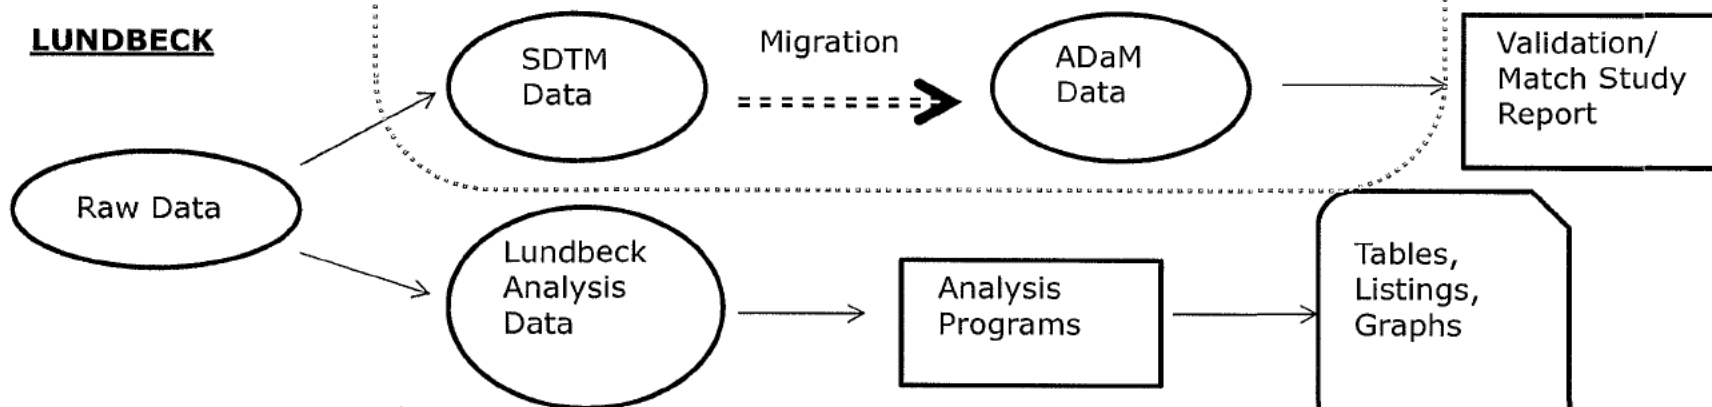 LUNDBECK
SDTM
Data
Migration
ADaM
Data
Validation/
Match Study
Report
Raw Data
Lundbeck
Analysis
Data
Analysis
Programs
Tables,
Listings,
Graphs